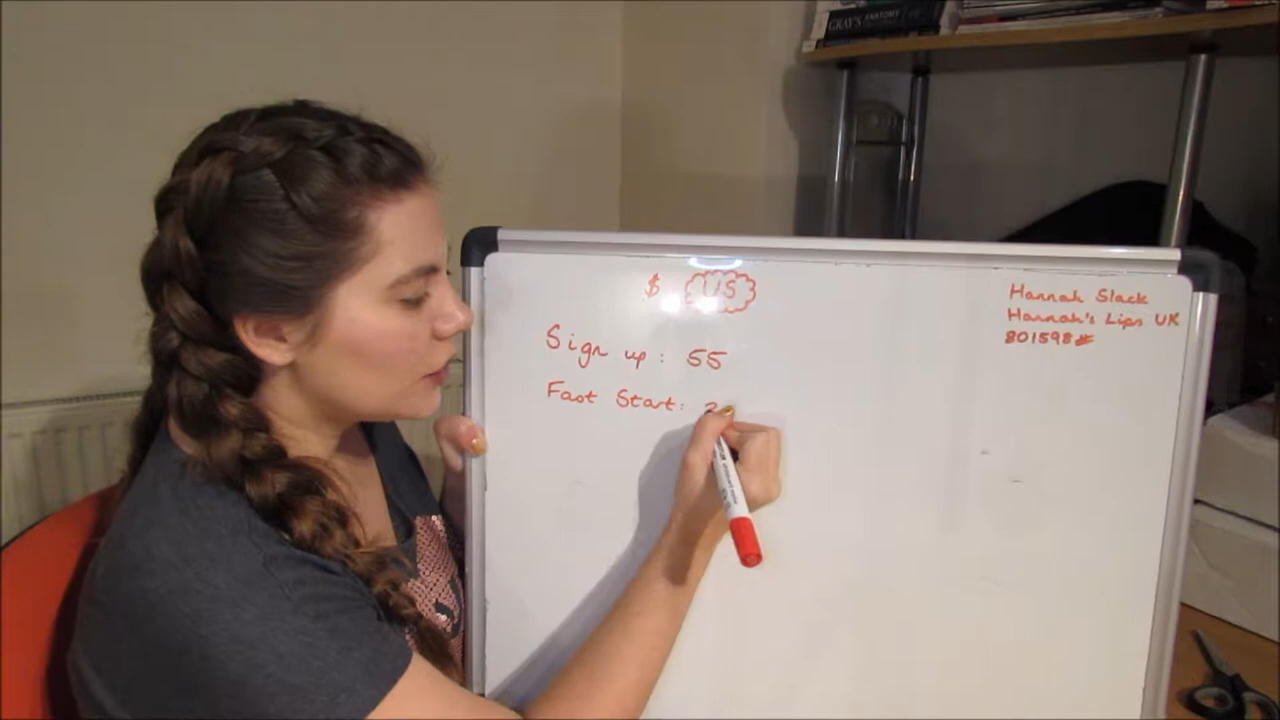 GRAY'S ANATOMY
$ US
Hannah Slack
Hannah's Lips UK
801598
Sign up: 55
Fast Start: